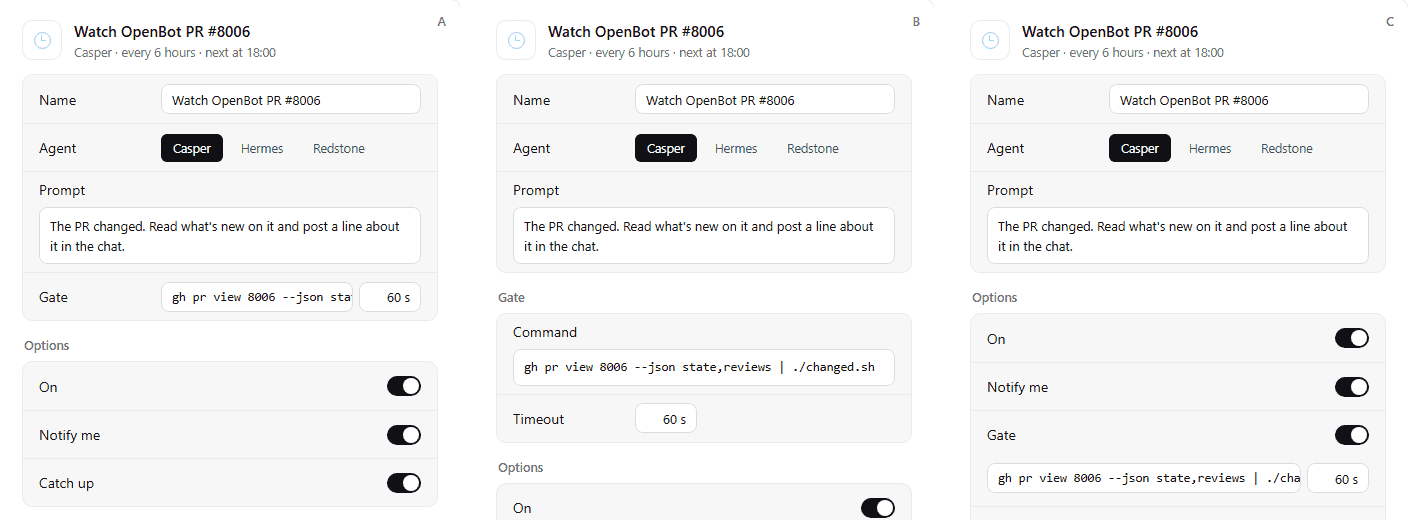 A
Watch OpenBot PR #8006
Casper · every 6 hours · next at 18:00
Name
Watch OpenBot PR #8006
Agent
Casper Hermes Redstone
Prompt
The PR changed. Read what's new on it and post a line about
it in the chat.
Gate
gh pr view 8006 --json sta
60 s
Options
On
Notify me
Catch up
B
Watch OpenBot PR #8006
Casper · every 6 hours · next at 18:00
Name
Watch OpenBot PR #8006
Agent
Casper Hermes Redstone
Prompt
The PR changed. Read what's new on it and post a line about
it in the chat.
Gate
Command
gh pr view 8006 --json state,reviews | ./changed.sh
Timeout
60 s
Options
On
C
Watch OpenBot PR #8006
Casper · every 6 hours · next at 18:00
Name
Watch OpenBot PR #8006
Agent
Casper Hermes Redstone
Prompt
The PR changed. Read what's new on it and post a line about
it in the chat.
Options
On
Notify me
Gate
gh pr view 8006 --json state,reviews | ./cha
60 s